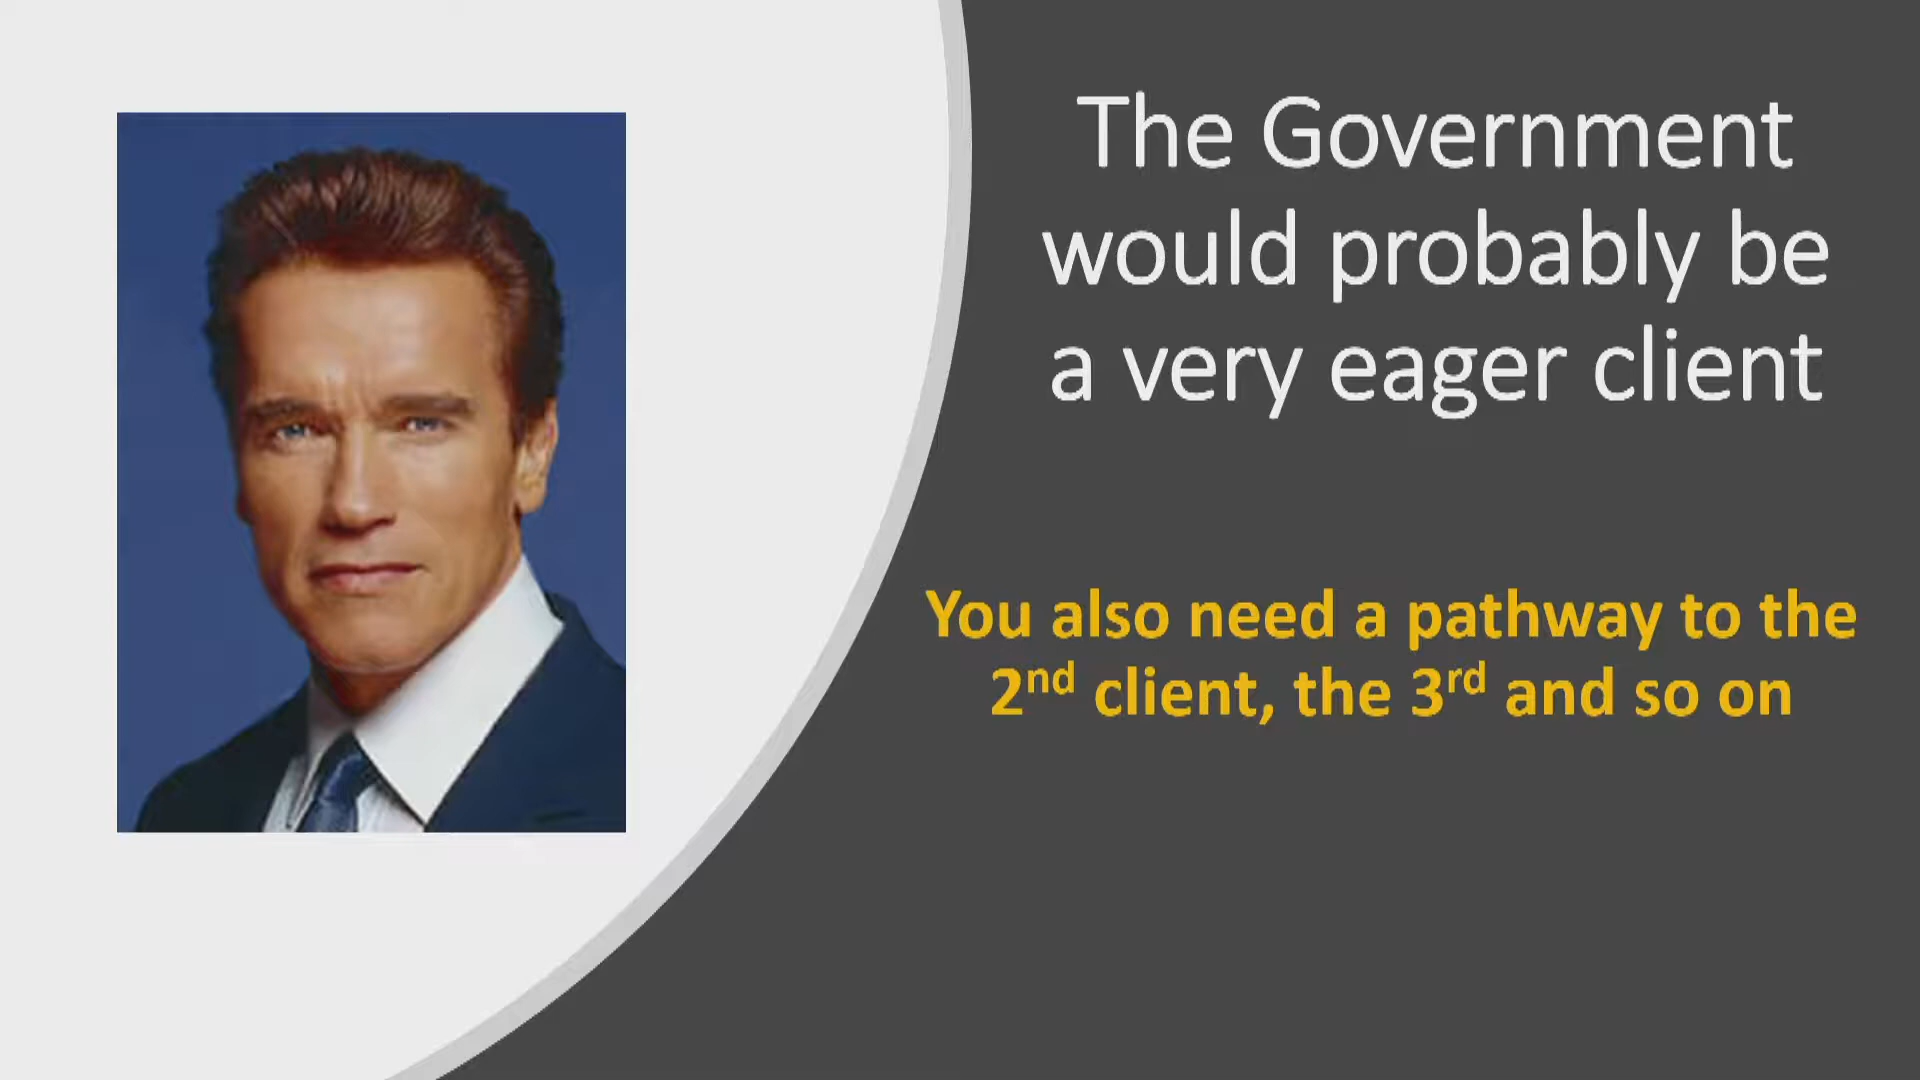 The Government
would probably be
a very eager client
You also need a pathway to the
2nd client, the 3rd and so on